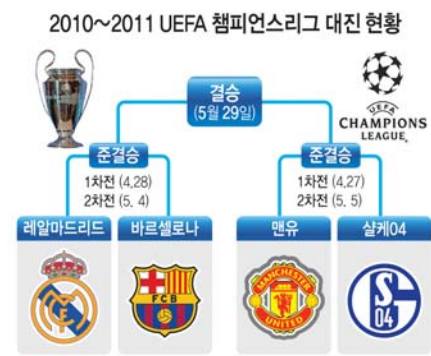 2010~2011 UEFA 챔피언스리그 대진 현황
결승
(5월 29일)
UEFA
CHAMPIONS
LEAGUE
준결승
1차전 (4.28)
2차전 (5. 4)
준결승
1차전 (4.27)
2차전 (5. 5)
레알마드리드
바르셀로나
맨유
샬케04
FCB
MANCHESTER
UNITED
S
04